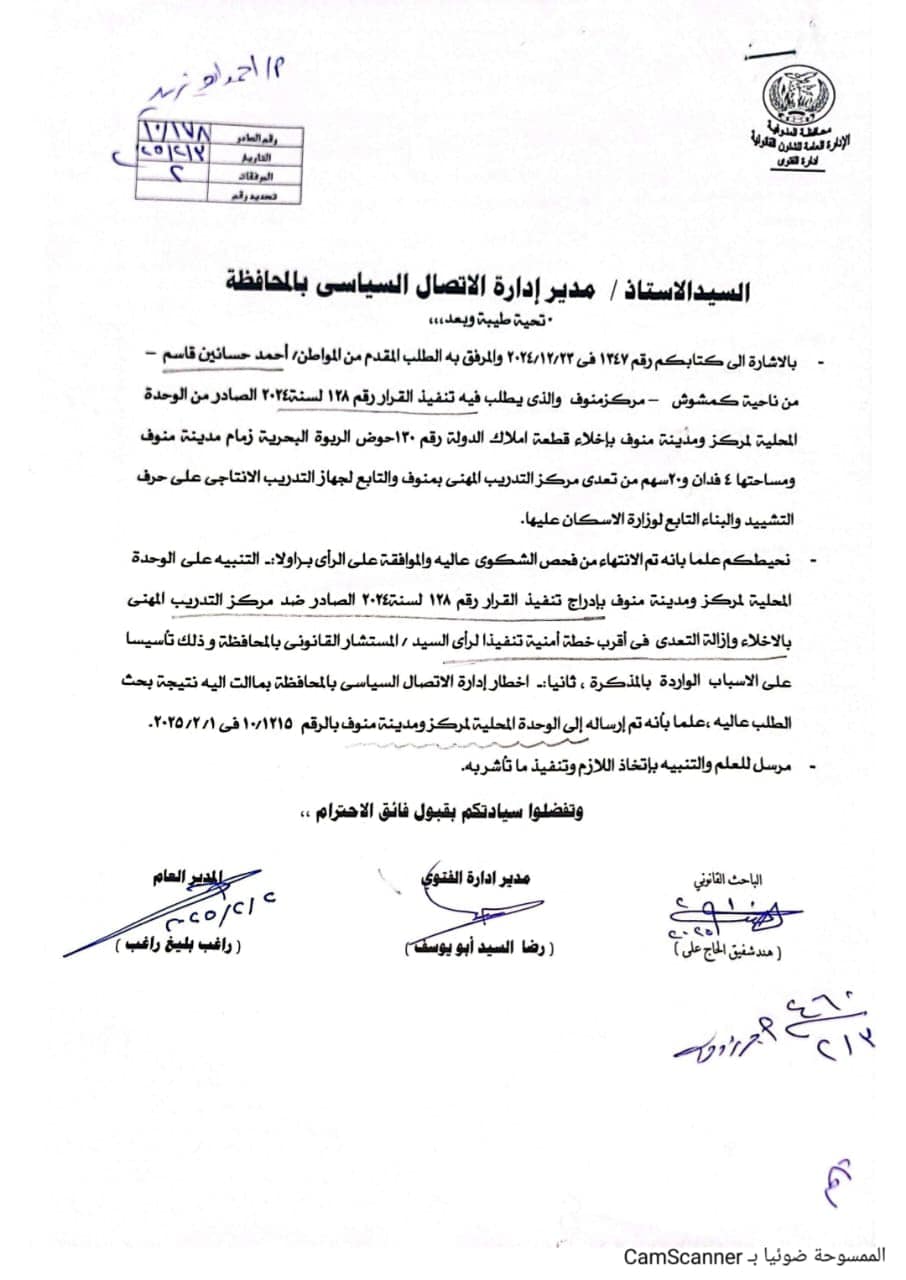 محافظة المنوفية
الإدارة العامة للشئون القانونية
ادارة الفتوى
م/ احمد
رقم الصادر ١٠/١٧٨
التاريخ ٢٠٢٥/٢/٣
المرفقات ٢
تحديد رقم
السيدالاستاذ / مدير إدارة الاتصال السياسى بالمحافظة
تحية طيبة وبعد،،،
- بالاشارة الى كتابكم رقم ١٣٤٧ فى ٢٠٢٤/١٢/٢٣ والمرفق به الطلب المقدم من المواطن/ أحمد حسانين قاسم –
من ناحية كمشوش – مركزمنوف والذى يطلب فيه تنفيذ القرار رقم ١٢٨ لسنة٢٠٢٤ الصادر من الوحدة
المحلية لمركز ومدينة منوف بإخلاء قطعة املاك الدولة رقم ١٣٠حوض الربوة البحرية زمام مدينة منوف
ومساحتها ٤ فدان و٢٠سهم من تعدى مركز التدريب المهنى بمنوف والتابع لجهاز التدريب الانتاجى على حرف
التشييد والبناء التابع لوزارة الاسكان عليها.
- نحيطكم علما بانه تم الانتهاء من فحص الشكوى عاليه والموافقة على الرأى بـ/اولا:ـ التنبيه على الوحدة
المحلية لمركز ومدينة منوف بإدراج تنفيذ القرار رقم ١٢٨ لسنة٢٠٢٤ الصادر ضد مركز التدريب المهنى
بالاخلاء وإزالة التعدى فى أقرب خطة أمنية تنفيذا لرأى السيد /المستشار القانونى بالمحافظة وذلك تأسيسا
على الاسباب الواردة بالمذكرة ، ثانيا:ـ اخطار إدارة الاتصال السياسى بالمحافظة بماالت اليه نتيجة بحث
الطلب عاليه ،علما بأنه تم إرساله إلى الوحدة المحلية لمركز ومدينة منوف بالرقم ١٠/١٢١٥ فى ٢٠٢٥/٢/١.
- مرسل للعلم والتنبيه بإتخاذ اللازم وتنفيذ ما تأشر به.
وتفضلوا سيادتكم بقبول فائق الاحترام ،،
الباحث القانوني
مدير ادارة الفتوي
المدير العام
٢٠٢٥
٢٠٢٥/٢/٢
(هند شفيق الحاج على)
(رضا السيد أبو يوسف)
(راغب بليغ راغب)
٤٦٠
٢/٣
الممسوحة ضوئيا بـ CamScanner